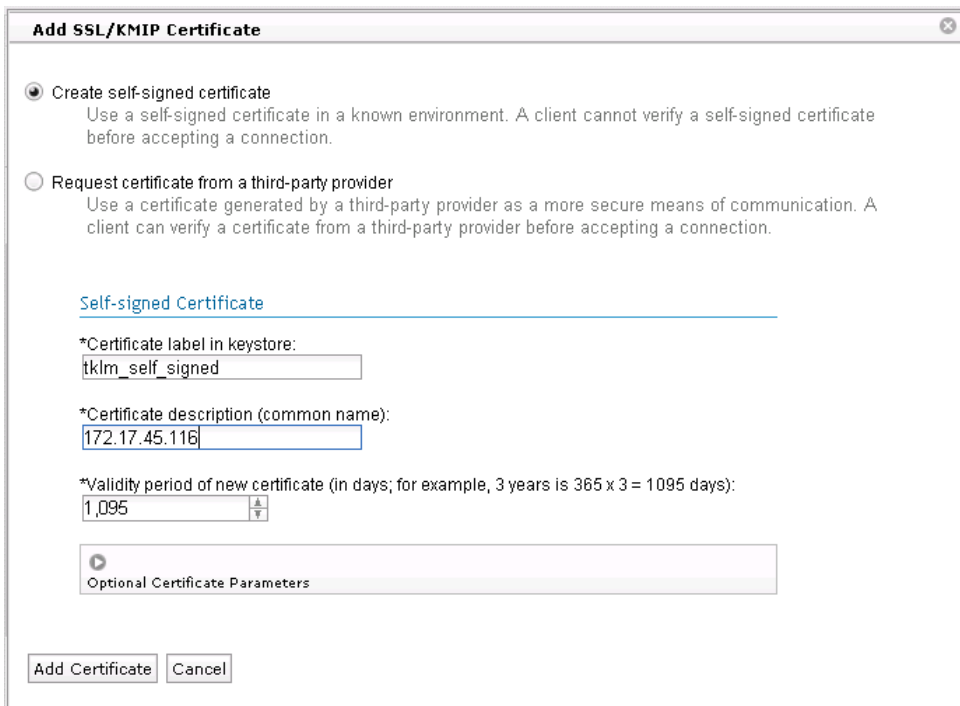 Add SSL/KMIP Certificate
Create self-signed certificate
Use a self-signed certificate in a known environment. A client cannot verify a self-signed certificate
before accepting a connection.
Request certificate from a third-party provider
Use a certificate generated by a third-party provider as a more secure means of communication. A
client can verify a certificate from a third-party provider before accepting a connection.
Self-signed Certificate
*Certificate label in keystore:
tklm_self_signed
*Certificate description (common name):
172.17.45.116
*Validity period of new certificate (in days; for example, 3 years is 365 x 3 = 1095 days):
1,095
Optional Certificate Parameters
Add Certificate Cancel